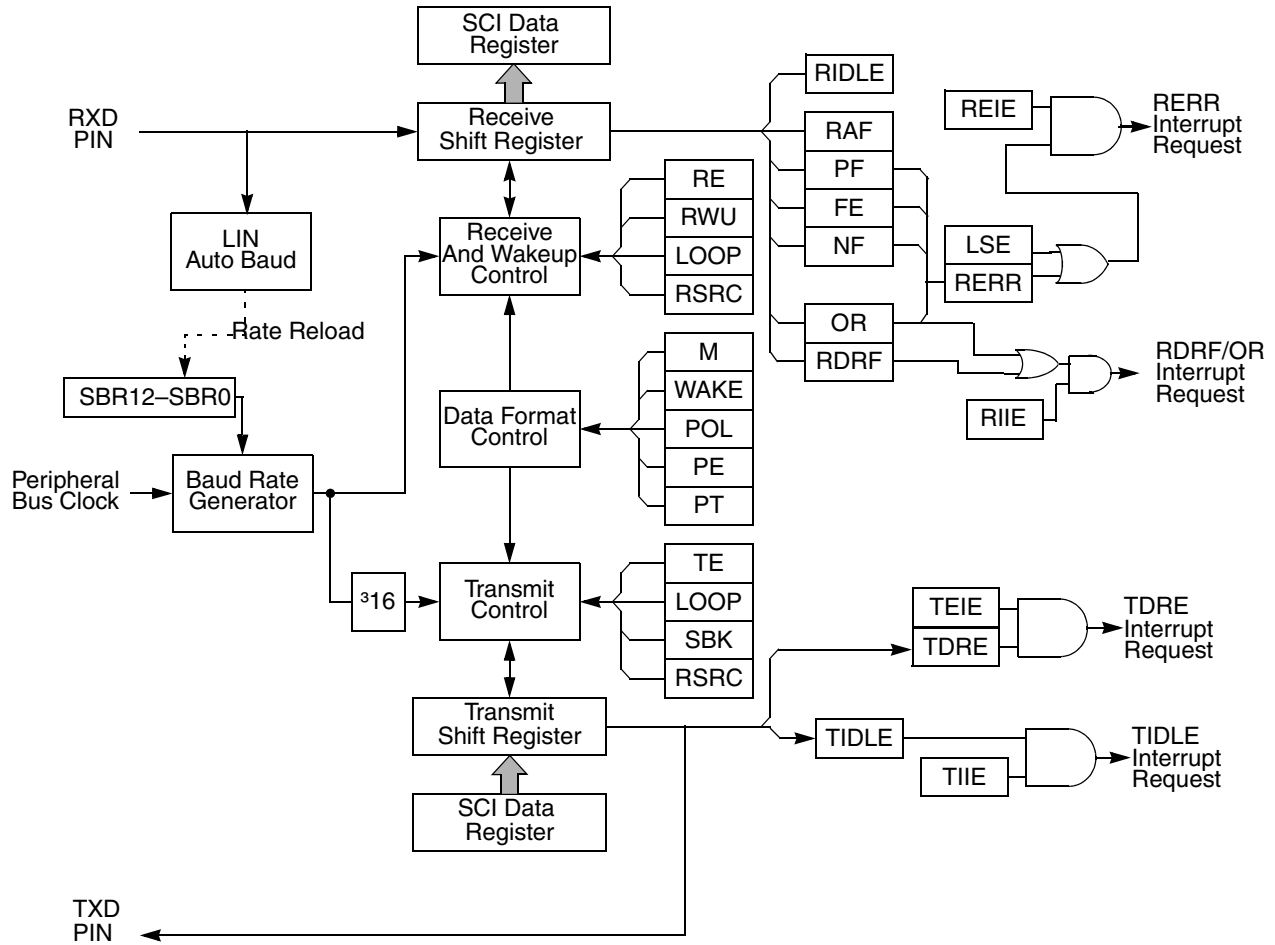 SCI Data
Register
RXD
PIN
Receive
Shift Register
RIDLE
RAF
PF
FE
NF
OR
RDRF
REIE
RERR
Interrupt
Request
LIN
Auto Baud
Rate Reload
SBR12–SBR0
Receive
And Wakeup
Control
RE
RWU
LOOP
RSRC
LSE
RERR
RIIE
RDRF/OR
Interrupt
Request
Data Format
Control
M
WAKE
POL
PE
PT
Peripheral
Bus Clock
Baud Rate
Generator
³16
Transmit
Control
TE
LOOP
SBK
RSRC
TEIE
TDRE
TDRE
Interrupt
Request
Transmit
Shift Register
TIDLE
TIIE
TIDLE
Interrupt
Request
SCI Data
Register
TXD
PIN